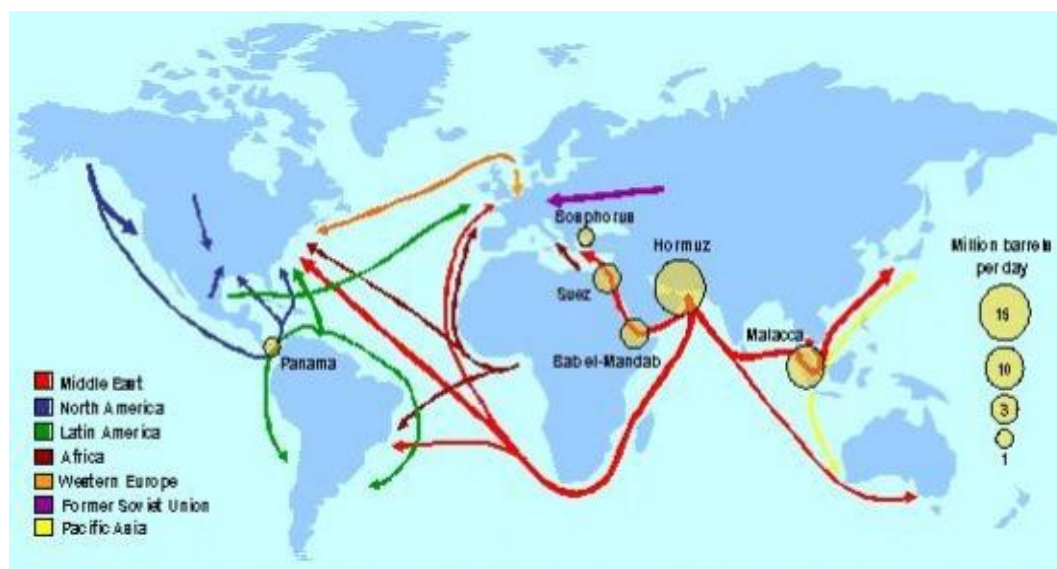 Bosphorus
Hormuz
Million barrels
per day
Suez
15
Malacca
Panama
Bab el-Mandab
10
Middle East
North America
3
Latin America
Africa
1
Western Europe
Former Soviet Union
Pacific Asia